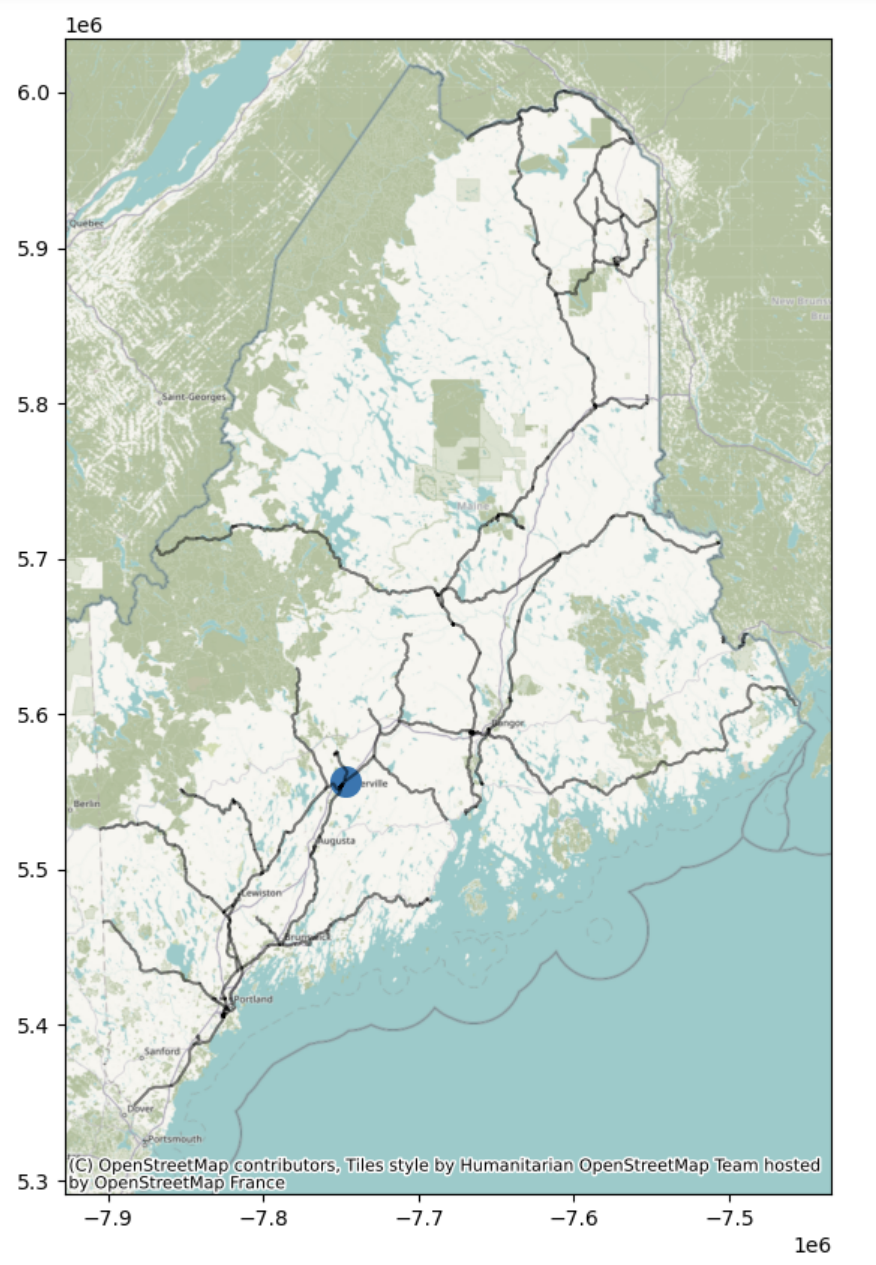 1e6
6.0
Quebec
5.9
New Bruns
Bru
Saint-Georges
5.8
Maine
5.7
5.6
Bangor
erville
Berlin
Augusta
5.5
Lewiston
Brunswick
Portland
5.4
Sanford
Dover
Portsmouth
(C) OpenStreetMap contributors, Tiles style by Humanitarian OpenStreetMap Team hosted
by OpenStreetMap France
5.3
−7.9 −7.8 −7.7 −7.6 −7.5
1e6